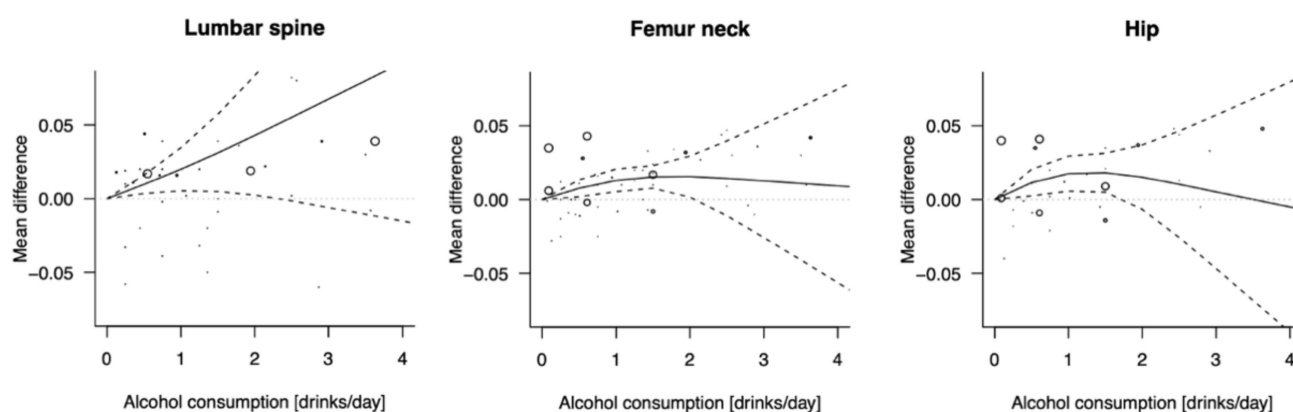 Lumbar spine
Mean difference
0.05
0.00
−0.05
0
1
2
3
4
Alcohol consumption [drinks/day]
Femur neck
Mean difference
0.05
0.00
−0.05
0
1
2
3
4
Alcohol consumption [drinks/day]
Hip
Mean difference
0.05
0.00
−0.05
0
1
2
3
4
Alcohol consumption [drinks/day]